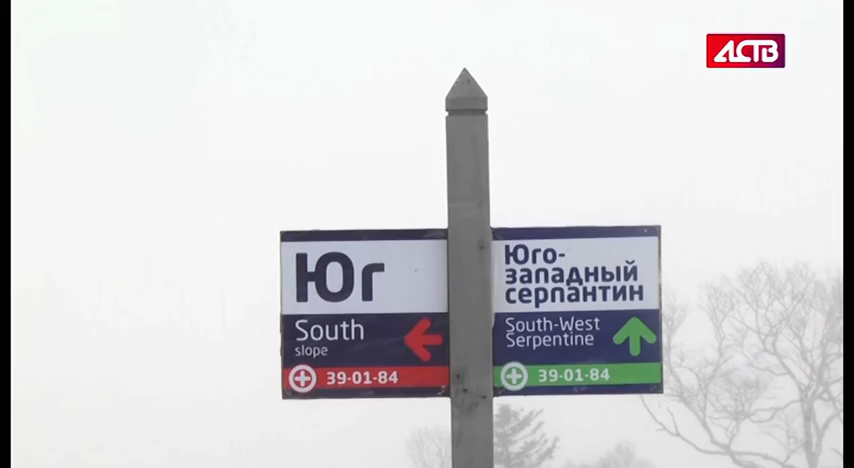 АСТВ
Юг
South
slope
39-01-84
Юго-
западный
серпантин
South-West
Serpentine
39-01-84